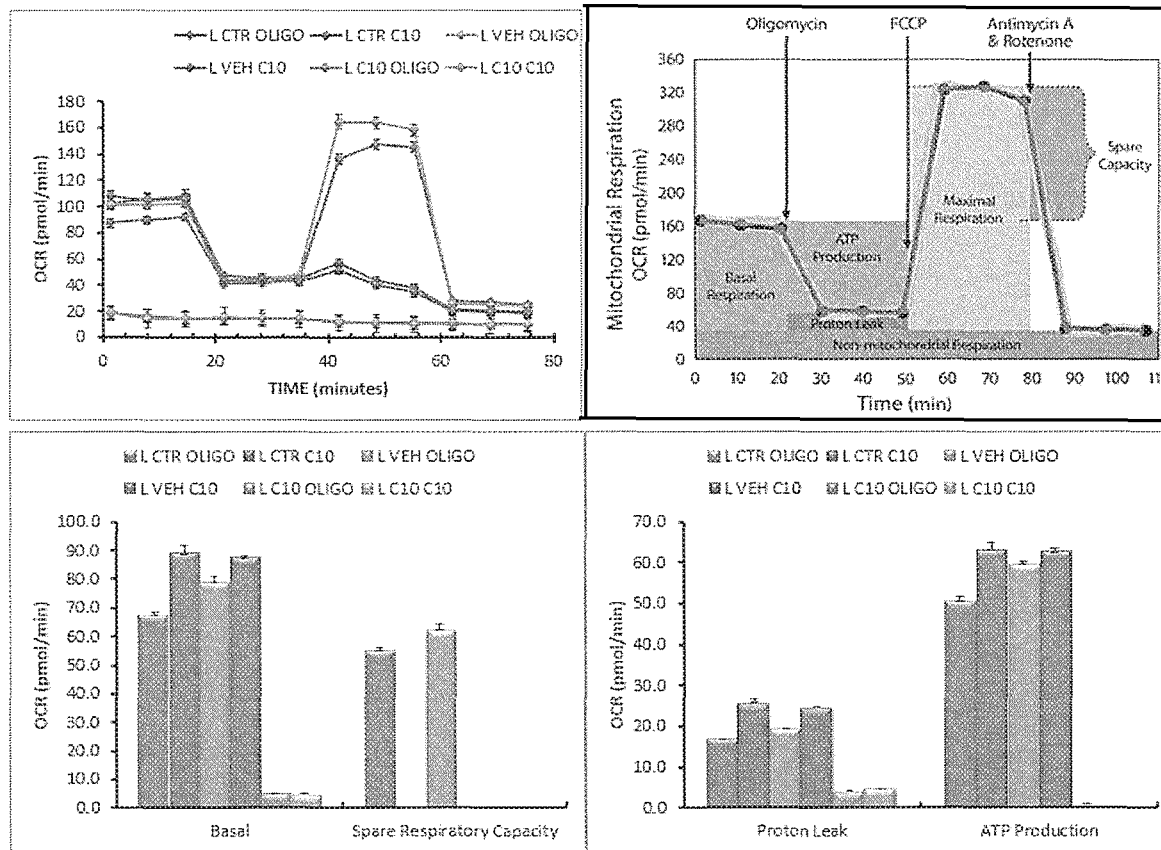 L CTR OLIGO L CTR C10 L VEH OLIGO
L VEH C10 L C10 OLIGO L C10 C10
OCR (pmol/min)
180
160
140
120
100
80
60
40
20
0
0 20 40 60 80
TIME (minutes)
Oligomycin FCCP Antimycin A
& Rotenone
Mitochondrial Respiration
OCR (pmol/min)
360
320
280
240
200
160
120
80
40
0
Spare
Capacity
Maximal
Respiration
ATP
Production
Basal
Respiration
Proton Leak
Non-mitochondrial Respiration
0 10 20 30 40 50 60 70 80 90 100 110
Time (min)
L CTR OLIGO L CTR C10 L VEH OLIGO
L VEH C10 L C10 OLIGO L C10 C10
OCR (pmol/min)
100.0
90.0
80.0
70.0
60.0
50.0
40.0
30.0
20.0
10.0
0.0
Basal Spare Respiratory Capacity
L CTR OLIGO L CTR C10 L VEH OLIGO
L VEH C10 L C10 OLIGO L C10 C10
OCR (pmol/min)
70.0
60.0
50.0
40.0
30.0
20.0
10.0
0.0
Proton Leak ATP Production